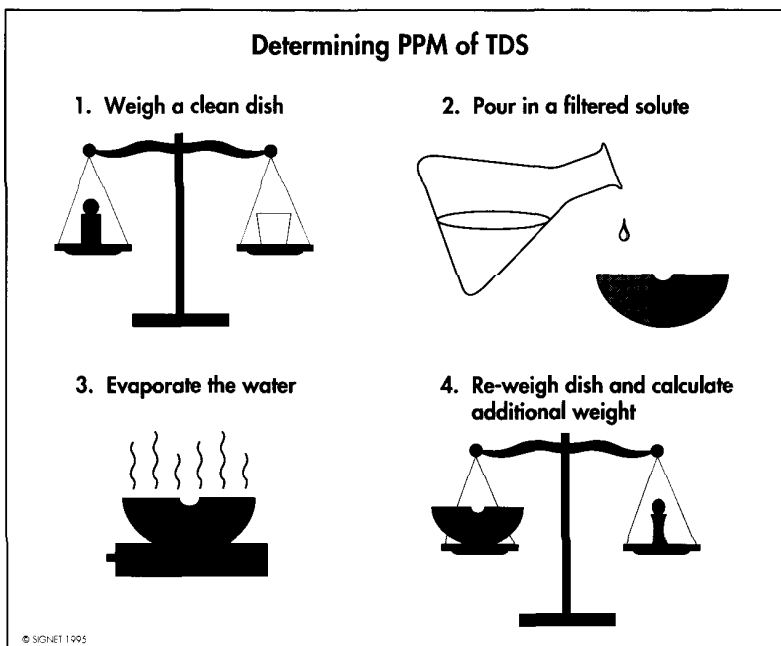 Determining PPM of TDS
1. Weigh a clean dish
2. Pour in a filtered solute
3. Evaporate the water
4. Re-weigh dish and calculate
additional weight
© SIGNET 1995